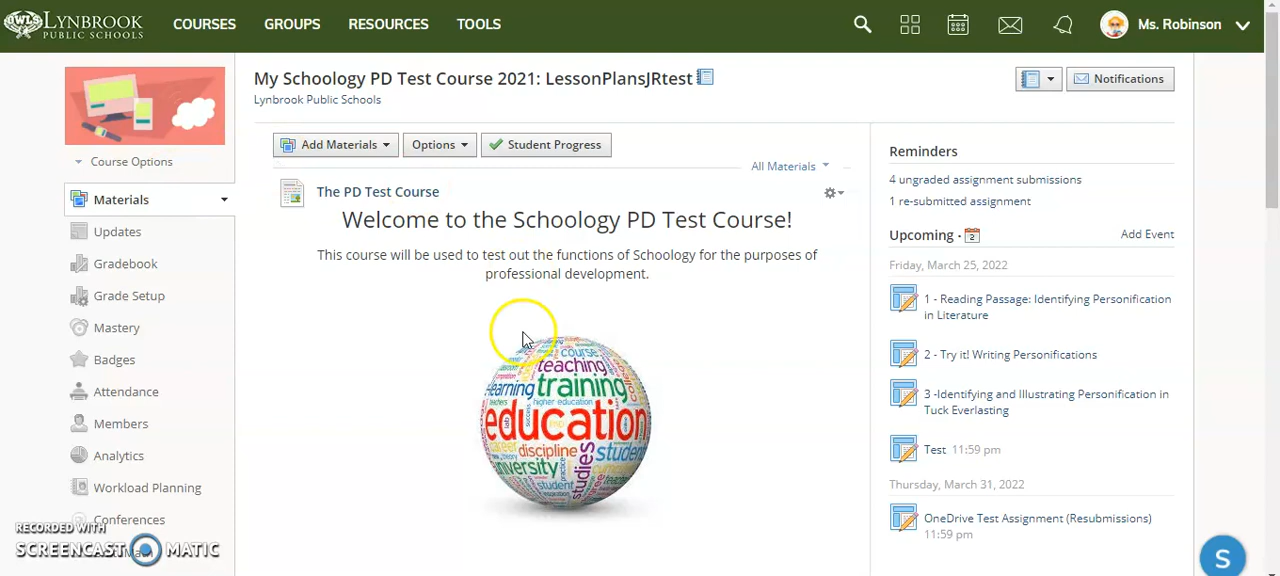 OWLS LYNBROOK
PUBLIC SCHOOLS
COURSES GROUPS RESOURCES TOOLS
Ms. Robinson
My Schoology PD Test Course 2021: LessonPlansJRtest
Lynbrook Public Schools
Notifications
Course Options
Materials
Updates
Gradebook
Grade Setup
Mastery
Badges
Attendance
Members
Analytics
Workload Planning
Conferences
RECORDED WITH
SCREENCAST MATIC
Add Materials Options Student Progress
All Materials
The PD Test Course
Welcome to the Schoology PD Test Course!
This course will be used to test out the functions of Schoology for the purposes of
professional development.
course
teaching
learning training
higher education
education
career
discipline student
university
studies
student
Reminders
4 ungraded assignment submissions
1 re-submitted assignment
Upcoming · 2 Add Event
Friday, March 25, 2022
1 - Reading Passage: Identifying Personification
in Literature
2 - Try it! Writing Personifications
3 -Identifying and Illustrating Personification in
Tuck Everlasting
Test 11:59 pm
Thursday, March 31, 2022
OneDrive Test Assignment (Resubmissions)
11:59 pm
S